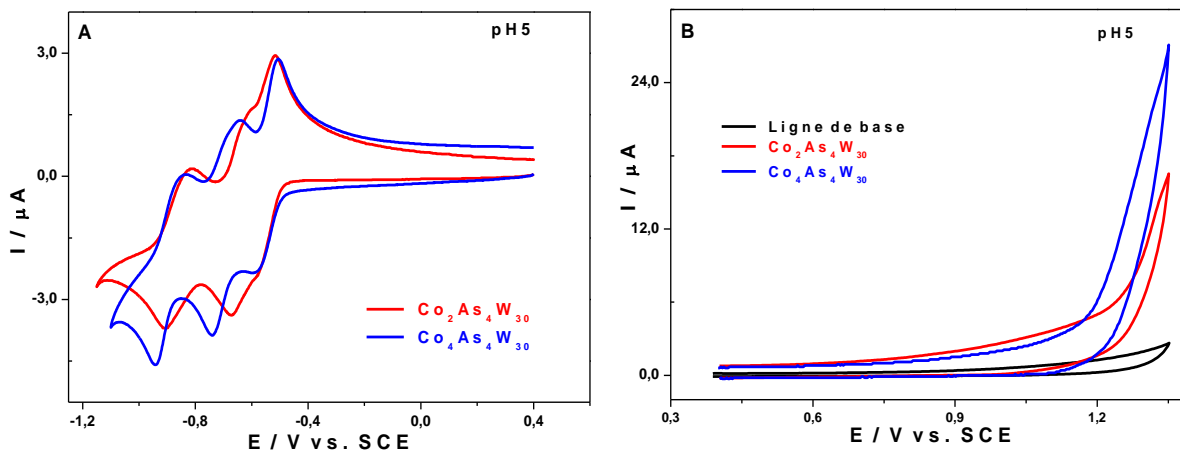 A
pH5
3,0
0,0
-3,0
I / µA
Co₂As₄W₃₀
Co₄As₄W₃₀
-1,2 -0,8 -0,4 0,0 0,4
E / V vs. SCE
B
pH5
24,0
12,0
0,0
I / µA
Ligne de base
Co₂As₄W₃₀
Co₄As₄W₃₀
0,3 0,6 0,9 1,2
E / V vs. SCE